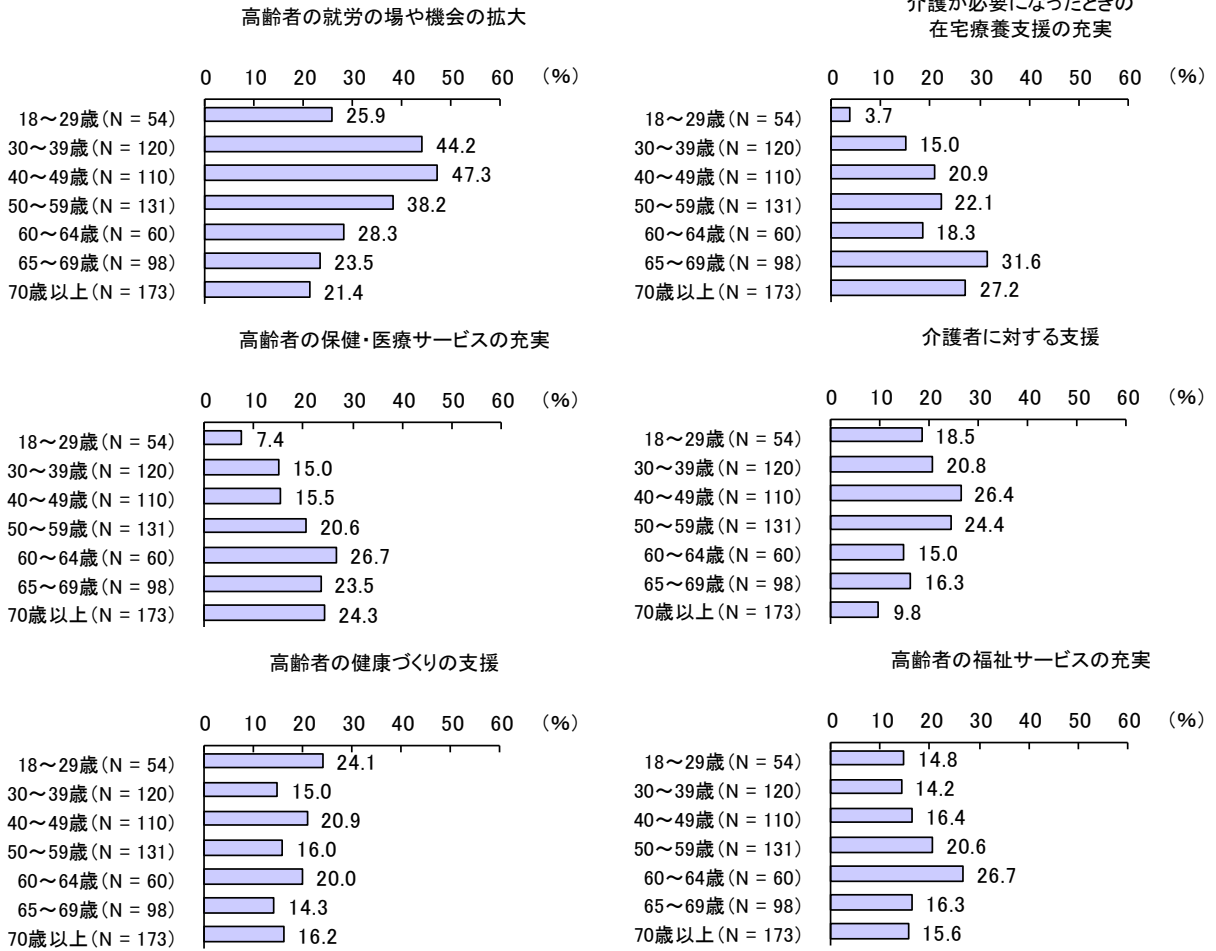 高齢者の就労の場や機会の拡大
0 10 20 30 40 50 60 (%)
18～29歳(N = 54) 25.9
30～39歳(N = 120) 44.2
40～49歳(N = 110) 47.3
50～59歳(N = 131) 38.2
60～64歳(N = 60) 28.3
65～69歳(N = 98) 23.5
70歳以上(N = 173) 21.4
介護が必要になったときの
在宅療養支援の充実
0 10 20 30 40 50 60 (%)
18～29歳(N = 54) 3.7
30～39歳(N = 120) 15.0
40～49歳(N = 110) 20.9
50～59歳(N = 131) 22.1
60～64歳(N = 60) 18.3
65～69歳(N = 98) 31.6
70歳以上(N = 173) 27.2
高齢者の保健・医療サービスの充実
0 10 20 30 40 50 60 (%)
18～29歳(N = 54) 7.4
30～39歳(N = 120) 15.0
40～49歳(N = 110) 15.5
50～59歳(N = 131) 20.6
60～64歳(N = 60) 26.7
65～69歳(N = 98) 23.5
70歳以上(N = 173) 24.3
介護者に対する支援
0 10 20 30 40 50 60 (%)
18～29歳(N = 54) 18.5
30～39歳(N = 120) 20.8
40～49歳(N = 110) 26.4
50～59歳(N = 131) 24.4
60～64歳(N = 60) 15.0
65～69歳(N = 98) 16.3
70歳以上(N = 173) 9.8
高齢者の健康づくりの支援
0 10 20 30 40 50 60 (%)
18～29歳(N = 54) 24.1
30～39歳(N = 120) 15.0
40～49歳(N = 110) 20.9
50～59歳(N = 131) 16.0
60～64歳(N = 60) 20.0
65～69歳(N = 98) 14.3
70歳以上(N = 173) 16.2
高齢者の福祉サービスの充実
0 10 20 30 40 50 60 (%)
18～29歳(N = 54) 14.8
30～39歳(N = 120) 14.2
40～49歳(N = 110) 16.4
50～59歳(N = 131) 20.6
60～64歳(N = 60) 26.7
65～69歳(N = 98) 16.3
70歳以上(N = 173) 15.6